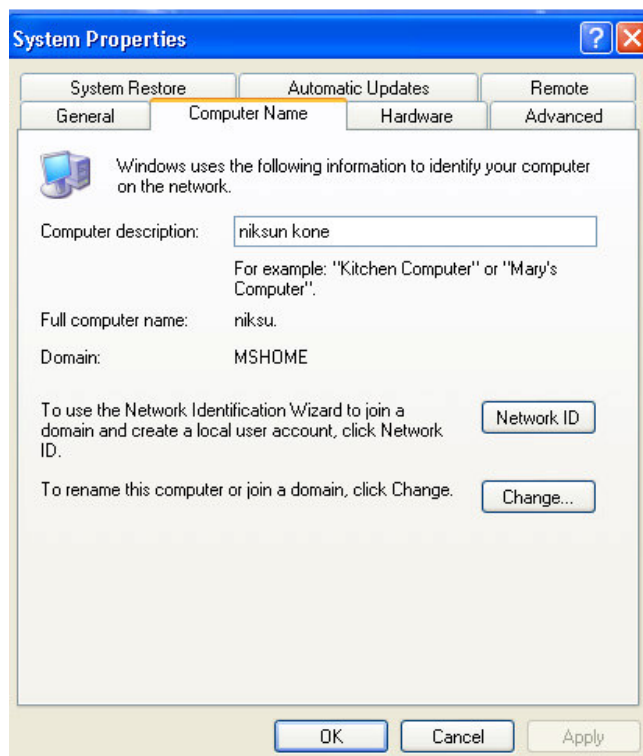 System Properties
System Restore Automatic Updates Remote
General Computer Name Hardware Advanced
Windows uses the following information to identify your computer
on the network.
Computer description: niksun kone
For example: "Kitchen Computer" or "Mary's
Computer".
Full computer name: niksu.
Domain: MSHOME
To use the Network Identification Wizard to join a
domain and create a local user account, click Network
ID.
Network ID
To rename this computer or join a domain, click Change.
Change...
OK Cancel Apply